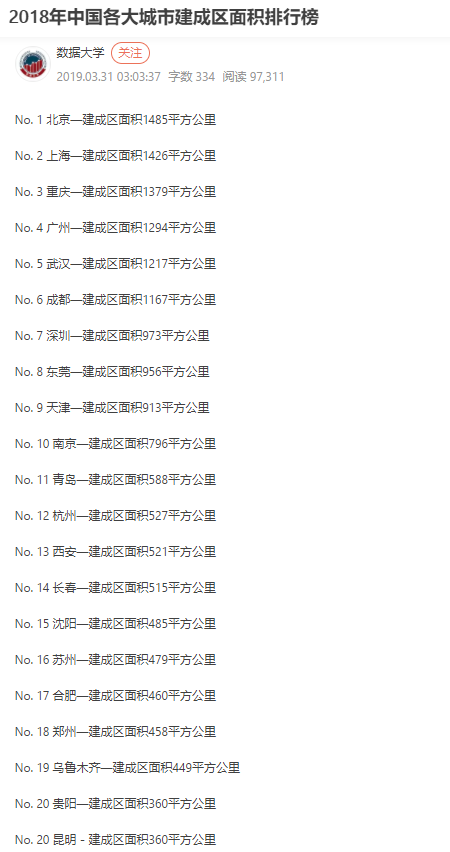 2018年中国各大城市建成区面积排行榜
数据大学 关注
2019.03.31 03:03:37 字数 334 阅读 97,311
No. 1 北京—建成区面积1485平方公里
No. 2 上海—建成区面积1426平方公里
No. 3 重庆—建成区面积1379平方公里
No. 4 广州—建成区面积1294平方公里
No. 5 武汉—建成区面积1217平方公里
No. 6 成都—建成区面积1167平方公里
No. 7 深圳—建成区面积973平方公里
No. 8 东莞—建成区面积956平方公里
No. 9 天津—建成区面积913平方公里
No. 10 南京—建成区面积796平方公里
No. 11 青岛—建成区面积588平方公里
No. 12 杭州—建成区面积527平方公里
No. 13 西安—建成区面积521平方公里
No. 14 长春—建成区面积515平方公里
No. 15 沈阳—建成区面积485平方公里
No. 16 苏州—建成区面积479平方公里
No. 17 合肥—建成区面积460平方公里
No. 18 郑州—建成区面积458平方公里
No. 19 乌鲁木齐—建成区面积449平方公里
No. 20 贵阳—建成区面积360平方公里
No. 20 昆明 - 建成区面积360平方公里